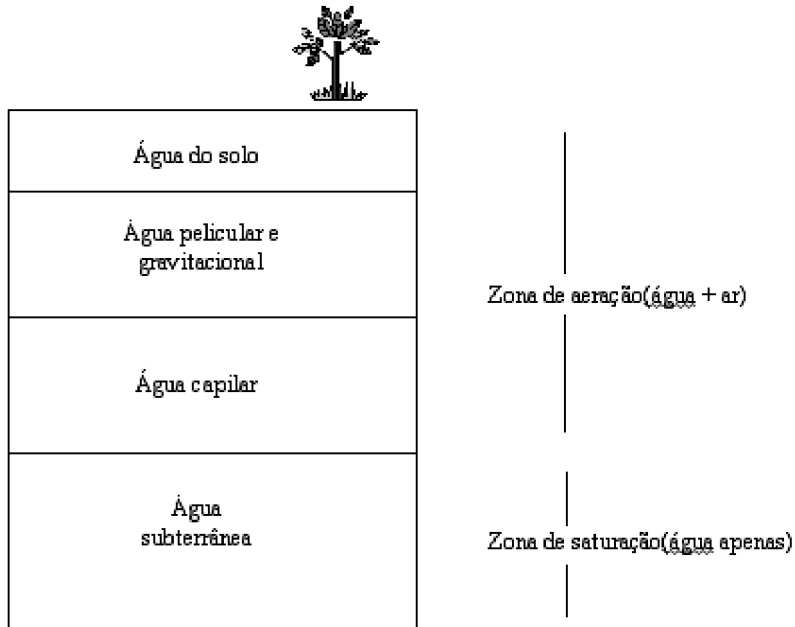 Água do solo
Água pelicular e
gravitacional
Zona de aeração(água + ar)
Água capilar
Água
subterrânea
Zona de saturação(água apenas)